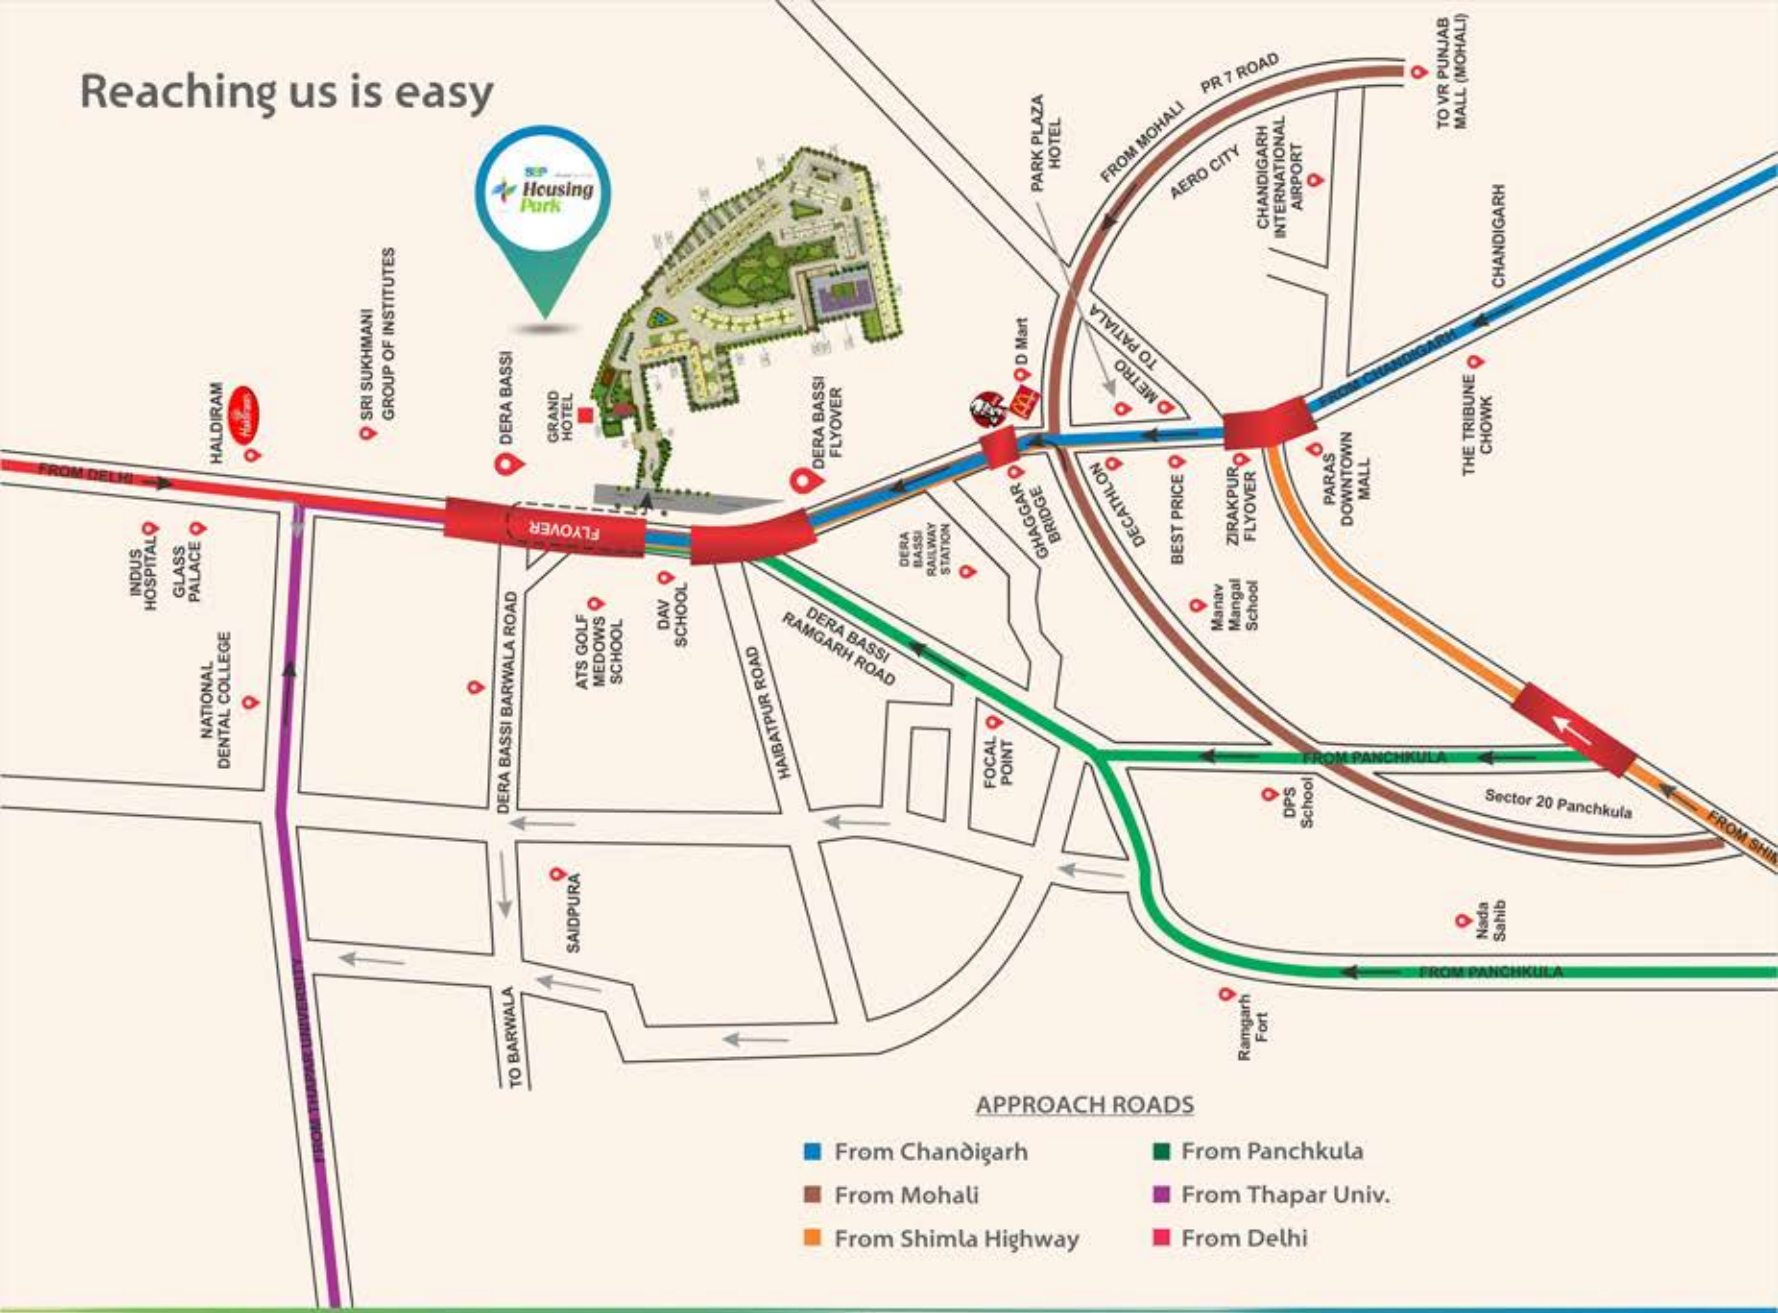 Reaching us is easy
SBP
Housing
Park
TO VR PUNJAB
MALL (MOHALI)
PR 7 ROAD
FROM MOHALI
AERO CITY
PARK PLAZA
HOTEL
CHANDIGARH
INTERNATIONAL
AIRPORT
CHANDIGARH
FROM CHANDIGARH
THE TRIBUNE
CHOWK
TO PATIALA
METRO
D Mart
KFC
SRI SUKHMANI
GROUP OF INSTITUTES
HALDIRAM
Haldiram's
DERA BASSI
GRAND
HOTEL
DERA BASSI
FLYOVER
FROM DELHI
FLYOVER
INDUS
HOSPITAL
GLASS
PALACE
NATIONAL
DENTAL COLLEGE
DERA BASSI BARWALA ROAD
ATS GOLF
MEDOWS
SCHOOL
DAV
SCHOOL
HAIBATPUR ROAD
DERA BASSI
RAMGARH ROAD
DERA
BASSI
RAILWAY
STATION
GHAGGAR
BRIDGE
DECATHLON
BEST PRICE
ZIRAKPUR
FLYOVER
PARAS
DOWNTOWN
MALL
Manav
Mangal
School
FOCAL
POINT
FROM PANCHKULA
DPS
School
Sector 20 Panchkula
FROM SHIM
SAIDPURA
Nada
Sahib
FROM PANCHKULA
Ramgarh
Fort
TO BARWALA
FROM THAPAR UNIVERSITY
APPROACH ROADS
From Chandigarh
From Panchkula
From Mohali
From Thapar Univ.
From Shimla Highway
From Delhi